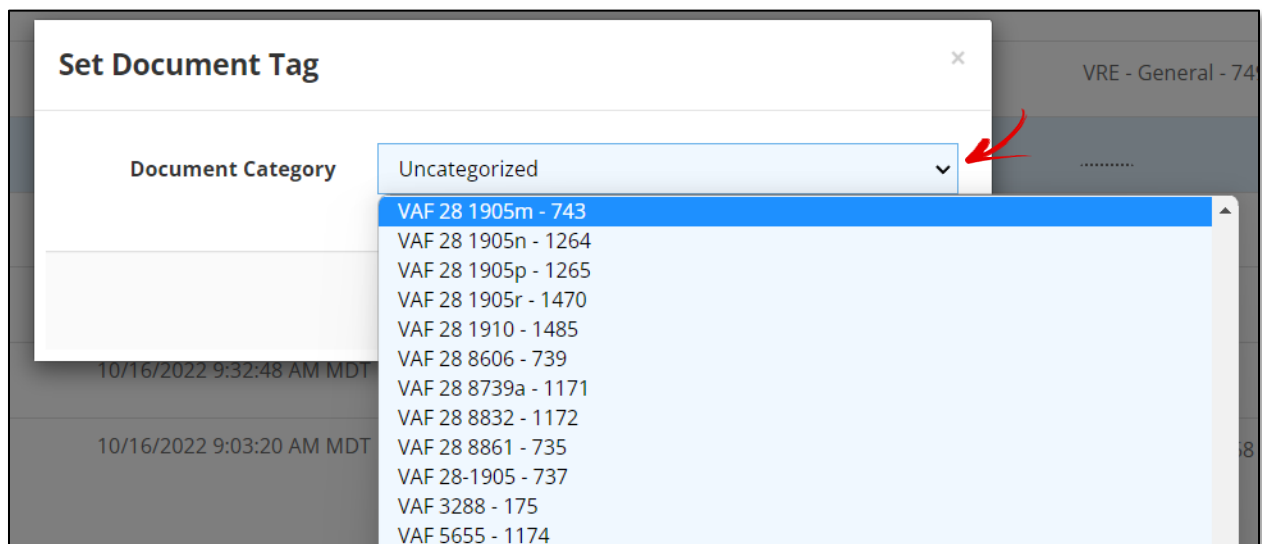 Set Document Tag
×
VRE - General - 74
Document Category
Uncategorized
...........
VAF 28 1905m - 743
VAF 28 1905n - 1264
VAF 28 1905p - 1265
VAF 28 1905r - 1470
VAF 28 1910 - 1485
VAF 28 8606 - 739
10/16/2022 9:32:48 AM MDT
VAF 28 8739a - 1171
VAF 28 8832 - 1172
10/16/2022 9:03:20 AM MDT
VAF 28 8861 - 735
VAF 28-1905 - 737
VAF 3288 - 175
VAF 5655 - 1174